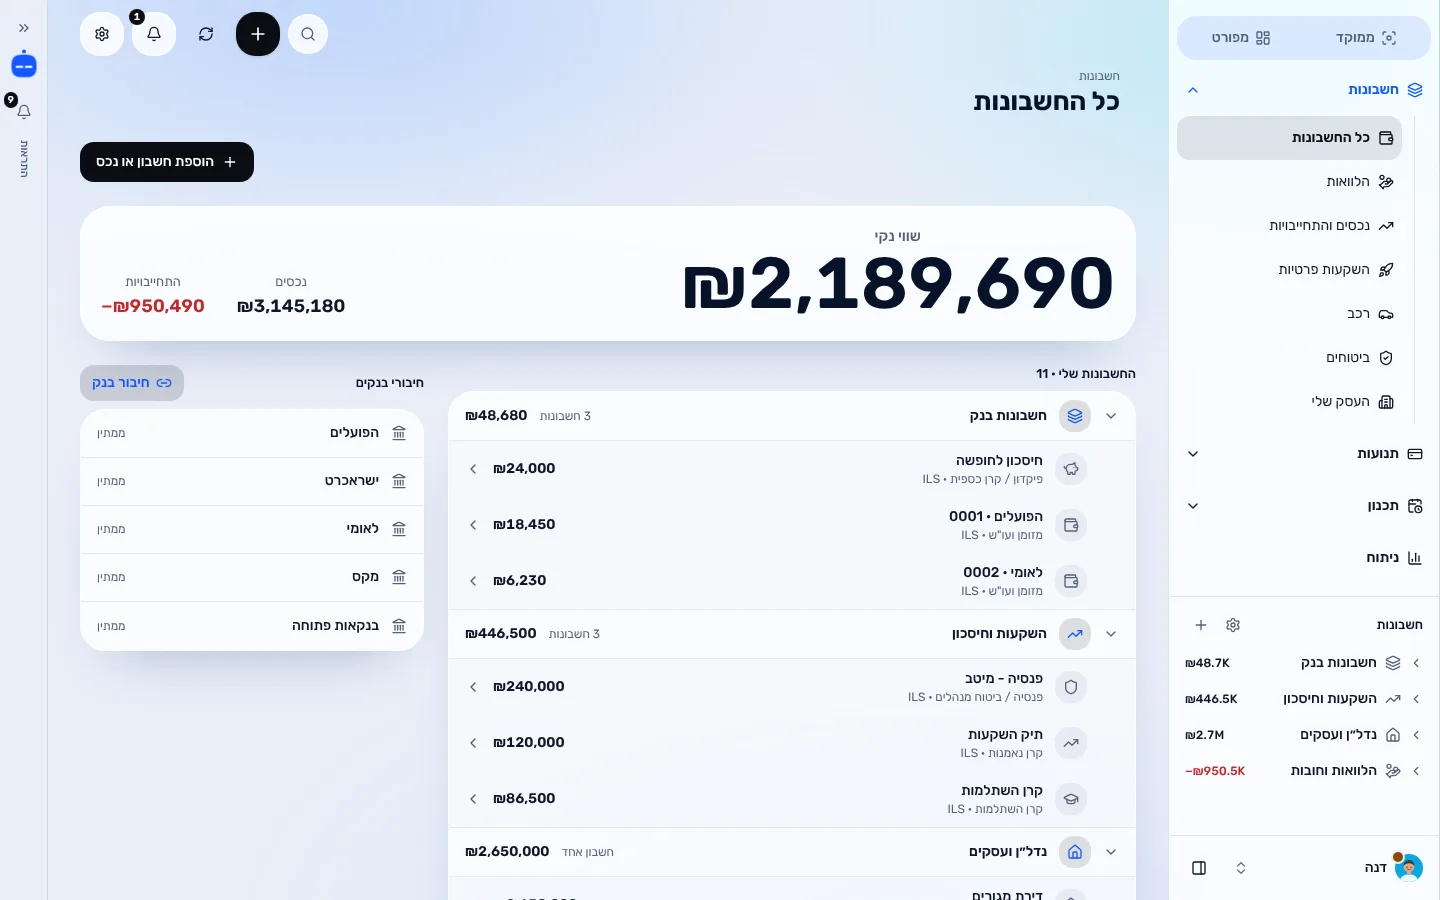 ממוקד
מפורט
חשבונות
כל החשבונות
הלוואות
נכסים והתחייבויות
השקעות פרטיות
רכב
ביטוחים
העסק שלי
תנועות
תכנון
ניתוח
חשבונות
חשבונות בנק ₪48.7K
השקעות וחיסכון ₪446.5K
נדל״ן ועסקים ₪2.7M
הלוואות וחובות −₪950.5K
דנה
1
חשבונות
כל החשבונות
הוספת חשבון או נכס
שווי נקי
₪2,189,690
נכסים
₪3,145,180
התחייבויות
−₪950,490
החשבונות שלי • 11
חשבונות בנק 3 חשבונות ₪48,680
חיסכון לחופשה ₪24,000
פיקדון / קרן כספית • ILS
הפועלים • 0001 ₪18,450
מזומן ועו"ש • ILS
לאומי • 0002 ₪6,230
מזומן ועו"ש • ILS
השקעות וחיסכון 3 חשבונות ₪446,500
פנסיה - מיטב ₪240,000
פנסיה / ביטוח מנהלים • ILS
תיק השקעות ₪120,000
קרן נאמנות • ILS
קרן השתלמות ₪86,500
קרן השתלמות • ILS
נדל״ן ועסקים חשבון אחד ₪2,650,000
דירת מגורים
חיבורי בנקים
חיבור בנק
הפועלים ממתין
ישראכרט ממתין
לאומי ממתין
מקס ממתין
בנקאות פתוחה ממתין
9
התראות